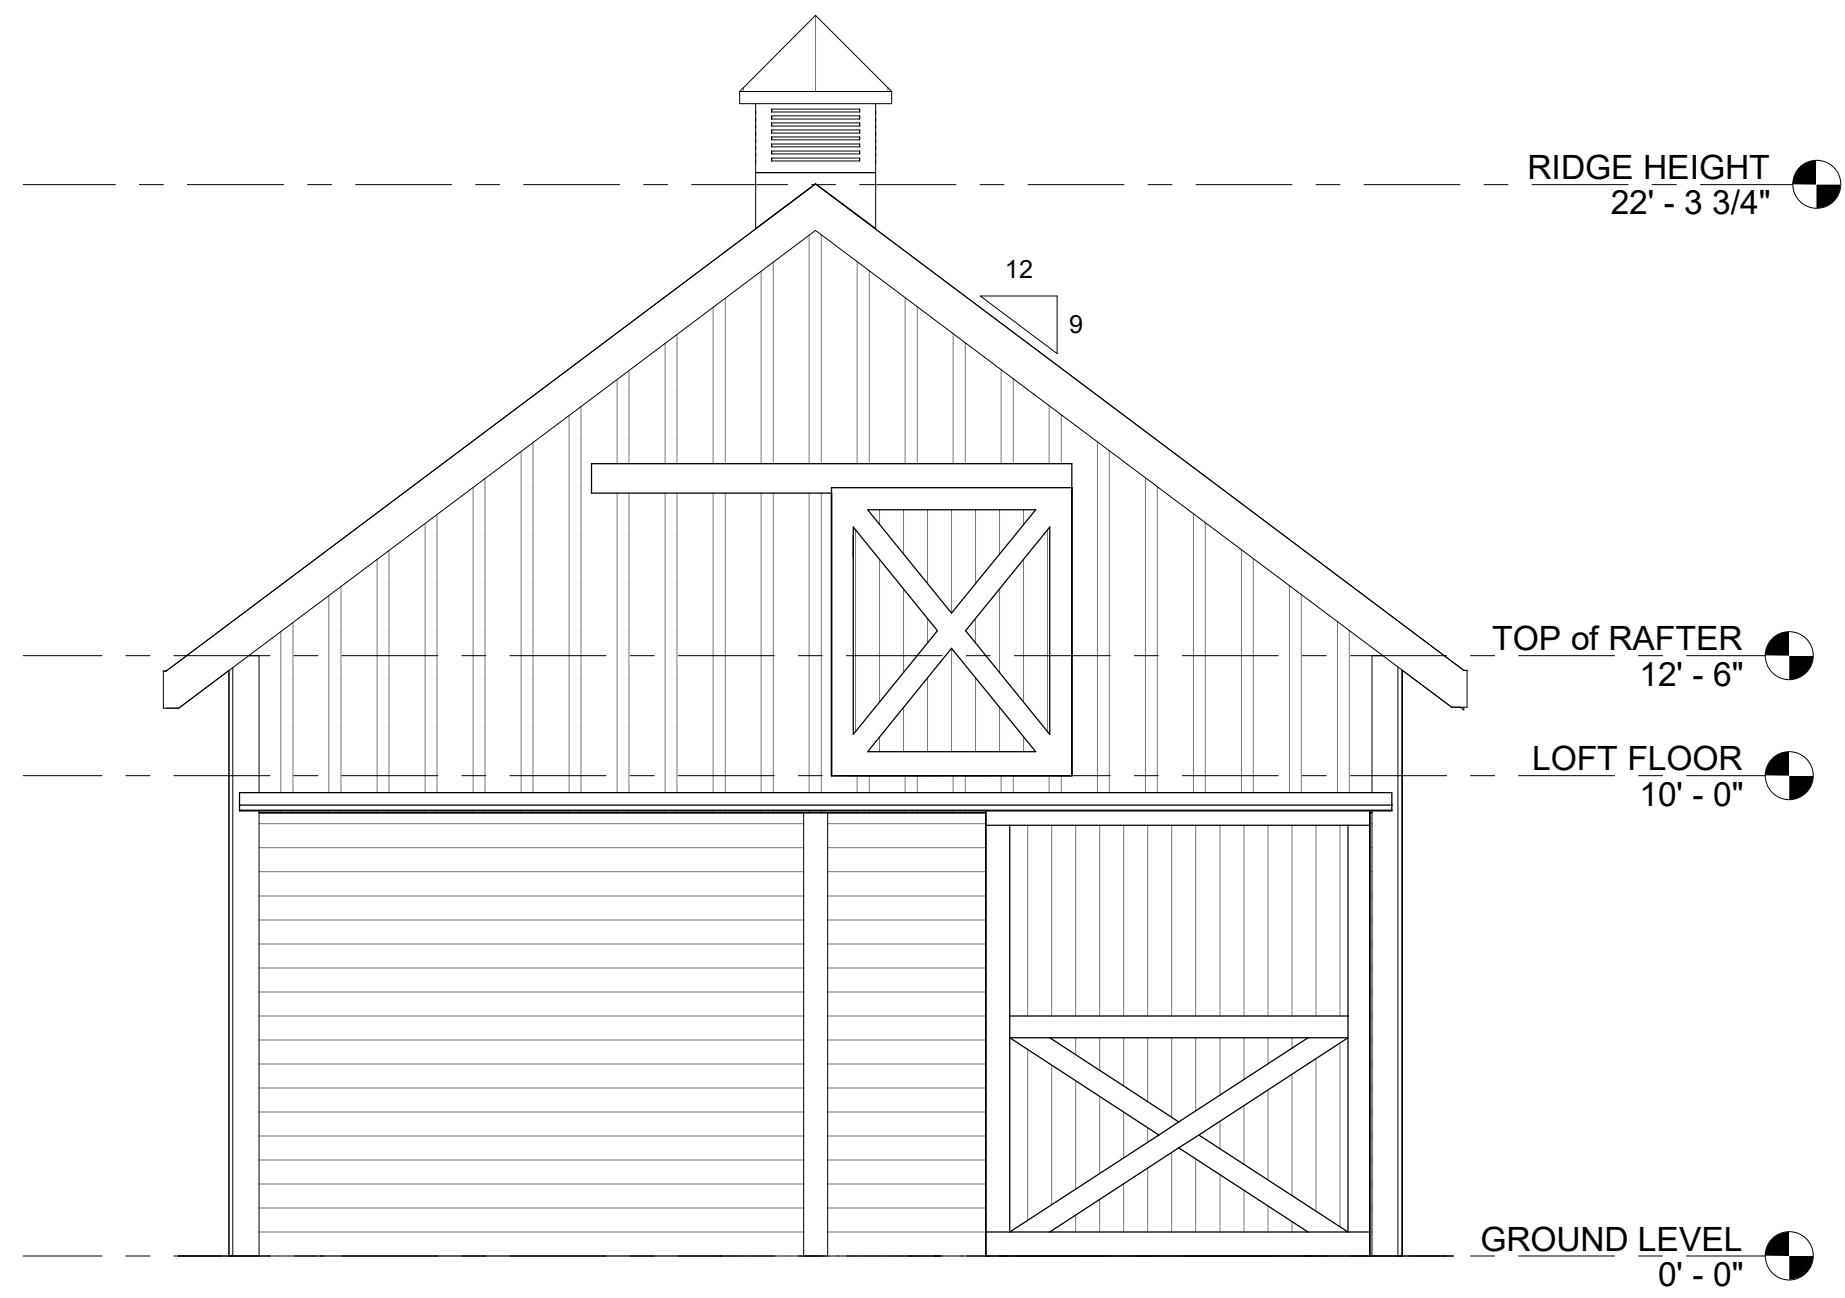 RIDGE HEIGHT
22' - 3 3/4"
12
9
TOP of RAFTER
12' - 6"
LOFT FLOOR
10' - 0"
GROUND LEVEL
0' - 0"